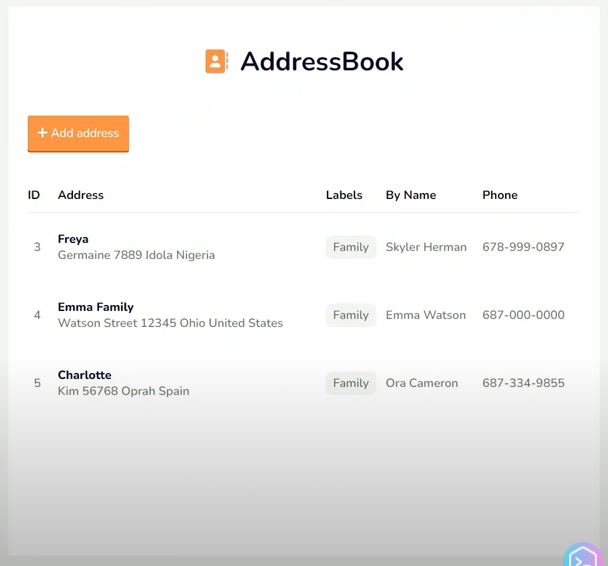 AddressBook
+ Add address
ID Address Labels By Name Phone
3 Freya Family Skyler Herman 678-999-0897
Germaine 7889 Idola Nigeria
4 Emma Family Family Emma Watson 687-000-0000
Watson Street 12345 Ohio United States
5 Charlotte Family Ora Cameron 687-334-9855
Kim 56768 Oprah Spain